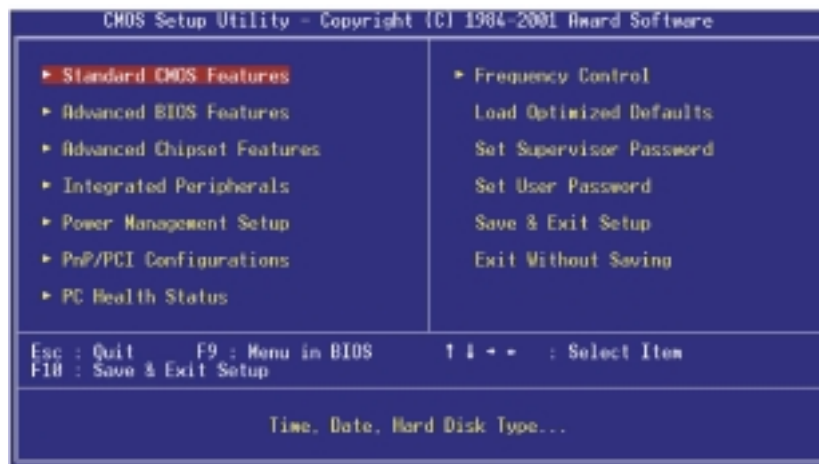 CMOS Setup Utility - Copyright (C) 1984-2001 Award Software
► Standard CMOS Features
► Advanced BIOS Features
► Advanced Chipset Features
► Integrated Peripherals
► Power Management Setup
► PnP/PCI Configurations
► PC Health Status
► Frequency Control
Load Optimized Defaults
Set Supervisor Password
Set User Password
Save & Exit Setup
Exit Without Saving
Esc : Quit F9 : Menu in BIOS ↑ ↓ → ← : Select Item
F10 : Save & Exit Setup
Time, Date, Hard Disk Type...